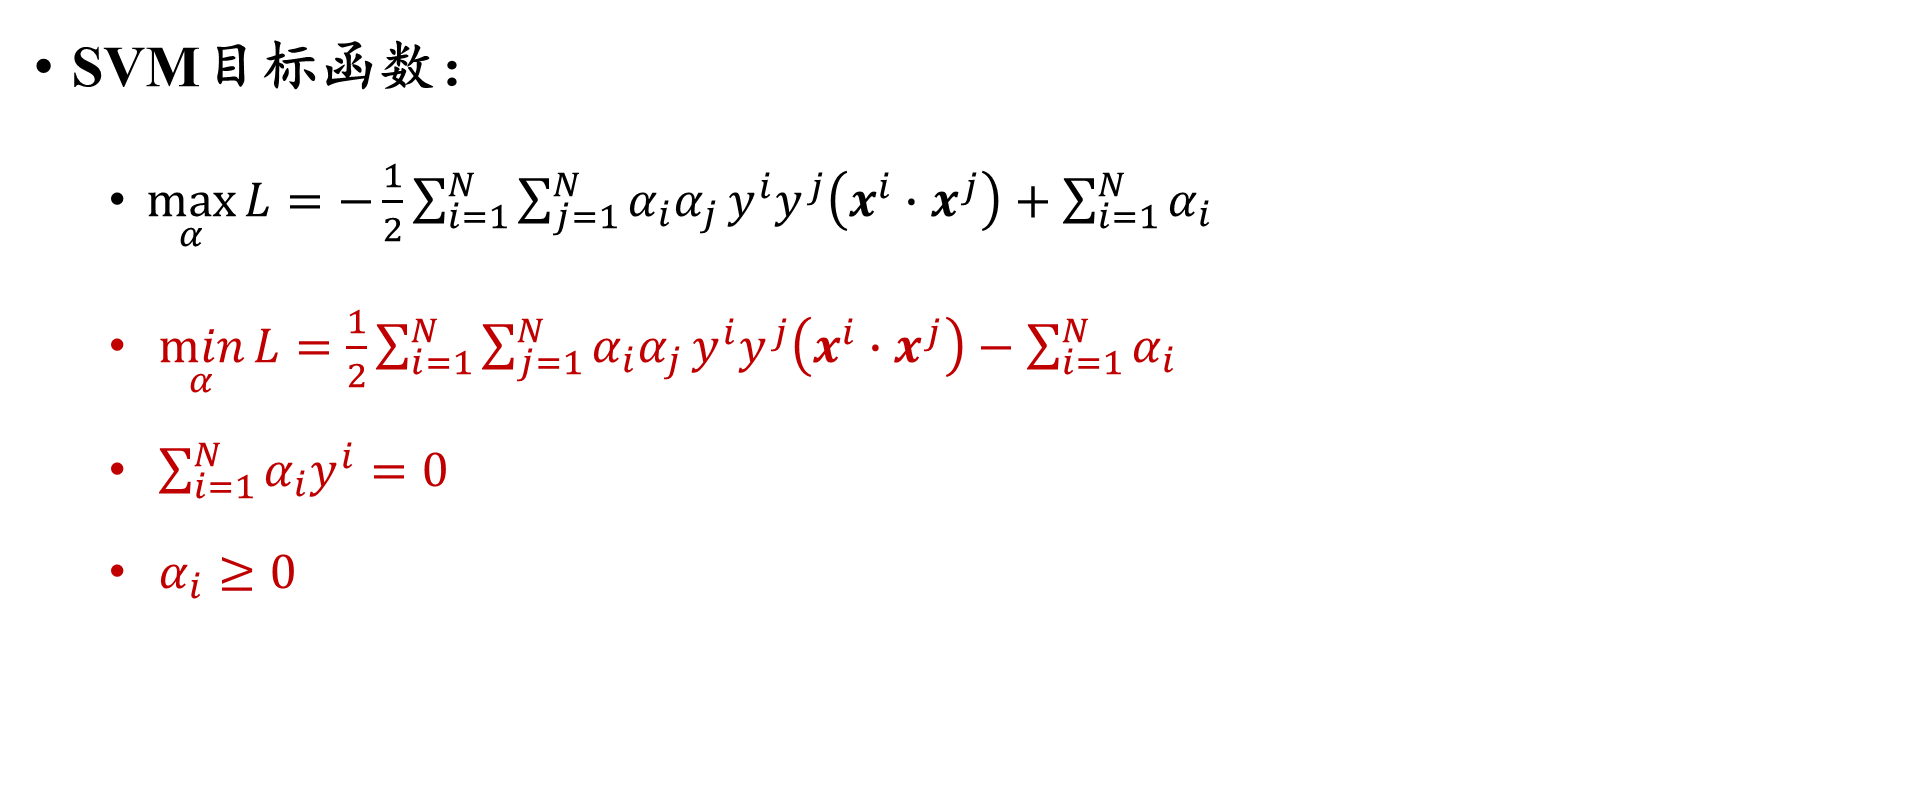 • SVM目标函数:
• max_α L = −1/2 ∑_{i=1}^{N} ∑_{j=1}^{N} α_i α_j y^i y^j (𝒙^i · 𝒙^j) + ∑_{i=1}^{N} α_i
• min_α L = 1/2 ∑_{i=1}^{N} ∑_{j=1}^{N} α_i α_j y^i y^j (𝒙^i · 𝒙^j) − ∑_{i=1}^{N} α_i
• ∑_{i=1}^{N} α_i y^i = 0
• α_i ≥ 0